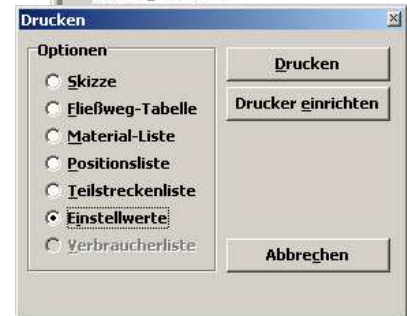 Drucken
Optionen
Skizze
Fließweg-Tabelle
Material-Liste
Positionsliste
Teilstreckenliste
Einstellwerte
Verbraucherliste
Drucken
Drucker einrichten
Abbrechen